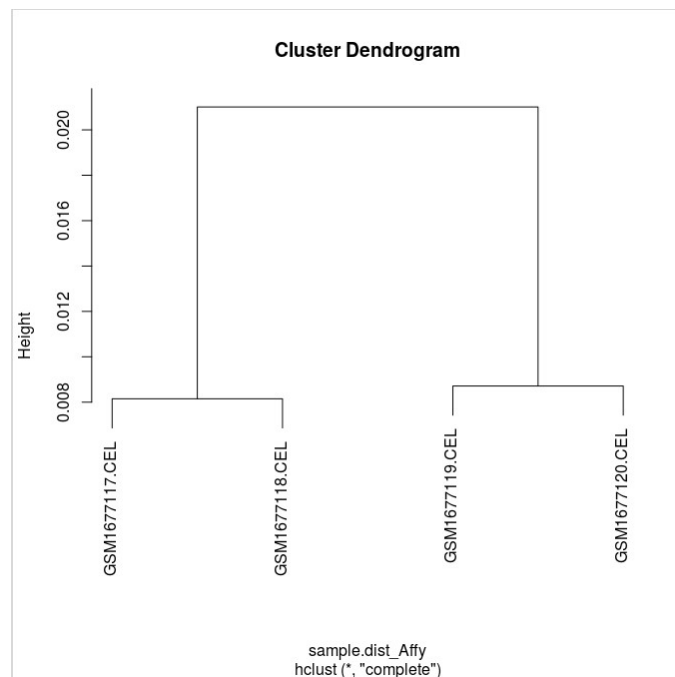 Cluster Dendrogram
Height
0.020
0.016
0.012
0.008
GSM1677117.CEL
GSM1677118.CEL
GSM1677119.CEL
GSM1677120.CEL
sample.dist_Affy
hclust (*, "complete")